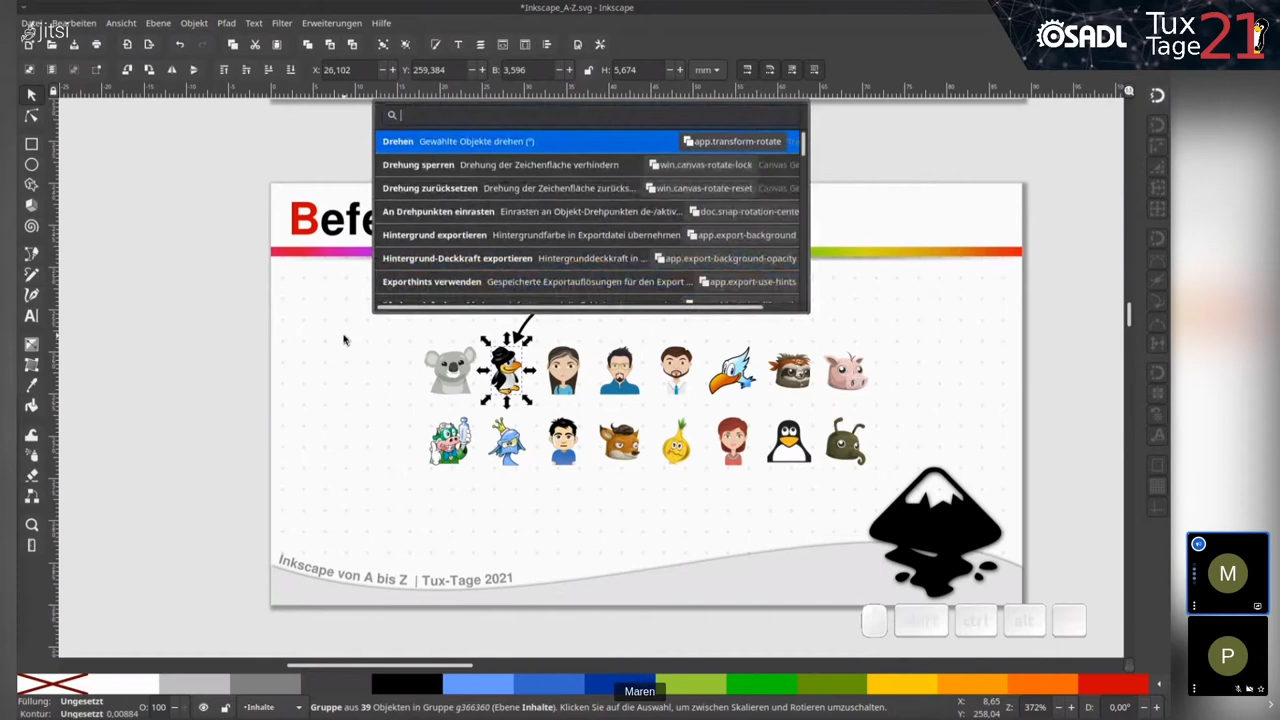 *Inkscape_A-Z.svg - Inkscape
Datei Bearbeiten Ansicht Ebene Objekt Pfad Text Filter Erweiterungen Hilfe
jitsi
OSADL
Tux
Tage 21
X: 26,102 − + Y: 259,384 − + B: 3,596 − + H: 5,674 − + mm
Drehen Gewählte Objekte drehen (°) app.transform-rotate
Drehung sperren Drehung der Zeichenfläche verhindern win.canvas-rotate-lock Canvas Ge
Drehung zurücksetzen Drehung der Zeichenfläche zurücks... win.canvas-rotate-reset Canvas Ge
An Drehpunkten einrasten Einrasten an Objekt-Drehpunkten de-/aktiv... doc.snap-rotation-cente
Hintergrund exportieren Hintergrundfarbe in Exportdatei übernehmen app.export-background
Hintergrund-Deckkraft exportieren Hintergrunddeckkraft in ... app.export-background-opacity
Exporthints verwenden Gespeicherte Exportauflösungen für den Export ... app.export-use-hints
Befe
Inkscape von A bis Z | Tux-Tage 2021
shift ctrl alt
M
P
Maren
Füllung: Ungesetzt
Kontur: Ungesetzt 0,00884
O: 100 − +
•Inhalte
Gruppe aus 39 Objekten in Gruppe g366360 (Ebene Inhalte). Klicken Sie auf die Auswahl, um zwischen Skalieren und Rotieren umzuschalten.
X: 8,65
Y: 258,04
Z: 372% − + D: 0,00° − +